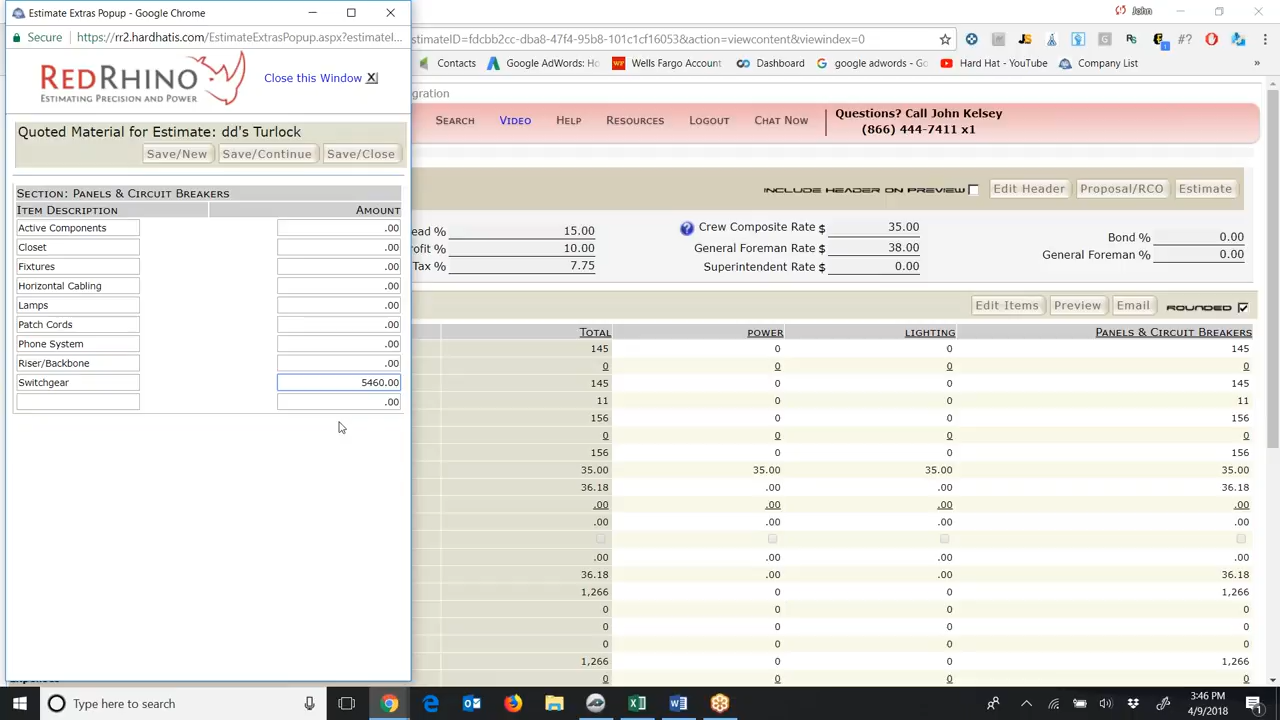 Estimate Extras Popup - Google Chrome
John
Secure https://rr2.hardhatis.com/EstimateExtrasPopup.aspx?estimateI...
stimateID=fdcbb2cc-dba8-47f4-95b8-101c1cf16053&action=viewcontent&viewindex=0
Contacts Google AdWords: Ho Wells Fargo Account Dashboard google adwords - Go Hard Hat - YouTube Company List »
REDRHINO
ESTIMATING PRECISION AND POWER
Close this Window X
gration
SEARCH VIDEO HELP RESOURCES LOGOUT CHAT NOW
Questions? Call John Kelsey
(866) 444-7411 x1
Quoted Material for Estimate: dd's Turlock
Save/New Save/Continue Save/Close
INCLUDE HEADER ON PREVIEW Edit Header Proposal/RCO Estimate
SECTION: PANELS & CIRCUIT BREAKERS
ITEM DESCRIPTION AMOUNT
Active Components .00
Closet .00
Fixtures .00
Horizontal Cabling .00
Lamps .00
Patch Cords .00
Phone System .00
Riser/Backbone .00
Switchgear 5460.00
.00
ead % 15.00
rofit % 10.00
Tax % 7.75
? Crew Composite Rate $ 35.00
General Foreman Rate $ 38.00
Superintendent Rate $ 0.00
Bond % 0.00
General Foreman % 0.00
Edit Items Preview Email ROUNDED
TOTAL POWER LIGHTING PANELS & CIRCUIT BREAKERS
145 0 0 145
0 0 0 0
145 0 0 145
11 0 0 11
156 0 0 156
0 0 0 0
156 0 0 156
35.00 35.00 35.00 35.00
36.18 .00 .00 36.18
.00 .00 .00 .00
.00 .00 .00 .00
.00 .00 .00 .00
36.18 .00 .00 36.18
1,266 0 0 1,266
0 0 0 0
0 0 0 0
0 0 0 0
1,266 0 0 1,266
0 0 0 0
Type here to search
3:46 PM
4/9/2018